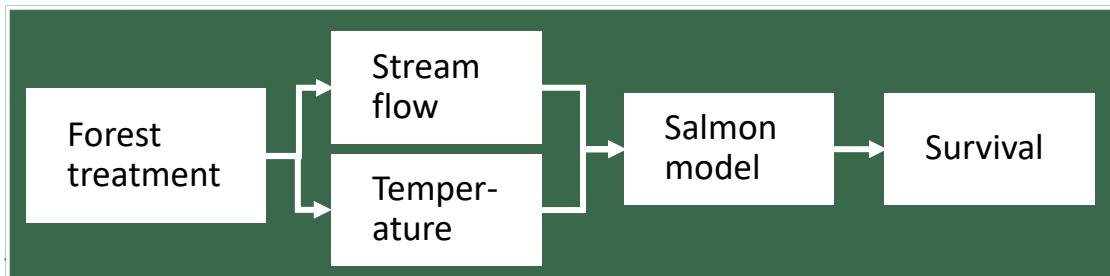 Forest
treatment
Stream
flow
Temper-
ature
Salmon
model
Survival